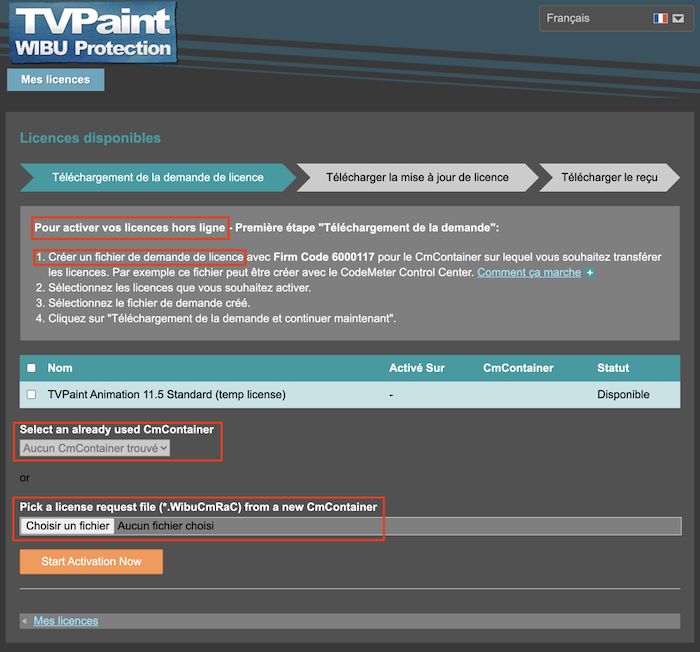 TVPaint
WIBU Protection
Français
Mes licences
Licences disponibles
Téléchargement de la demande de licence
Télécharger la mise à jour de licence
Télécharger le reçu
Pour activer vos licences hors ligne - Première étape "Téléchargement de la demande":
1. Créer un fichier de demande de licence avec Firm Code 6000117 pour le CmContainer sur lequel vous souhaitez transférer
les licences. Par exemple ce fichier peut être créer avec le CodeMeter Control Center. Comment ça marche
2. Sélectionnez les licences que vous souhaitez activer.
3. Sélectionnez le fichier de demande créé.
4. Cliquez sur "Téléchargement de la demande et continuer maintenant".
Nom Activé Sur CmContainer Statut
TVPaint Animation 11.5 Standard (temp license) - Disponible
Select an already used CmContainer
Aucun CmContainer trouvé
or
Pick a license request file (*.WibuCmRaC) from a new CmContainer
Choisir un fichier Aucun fichier choisi
Start Activation Now
Mes licences